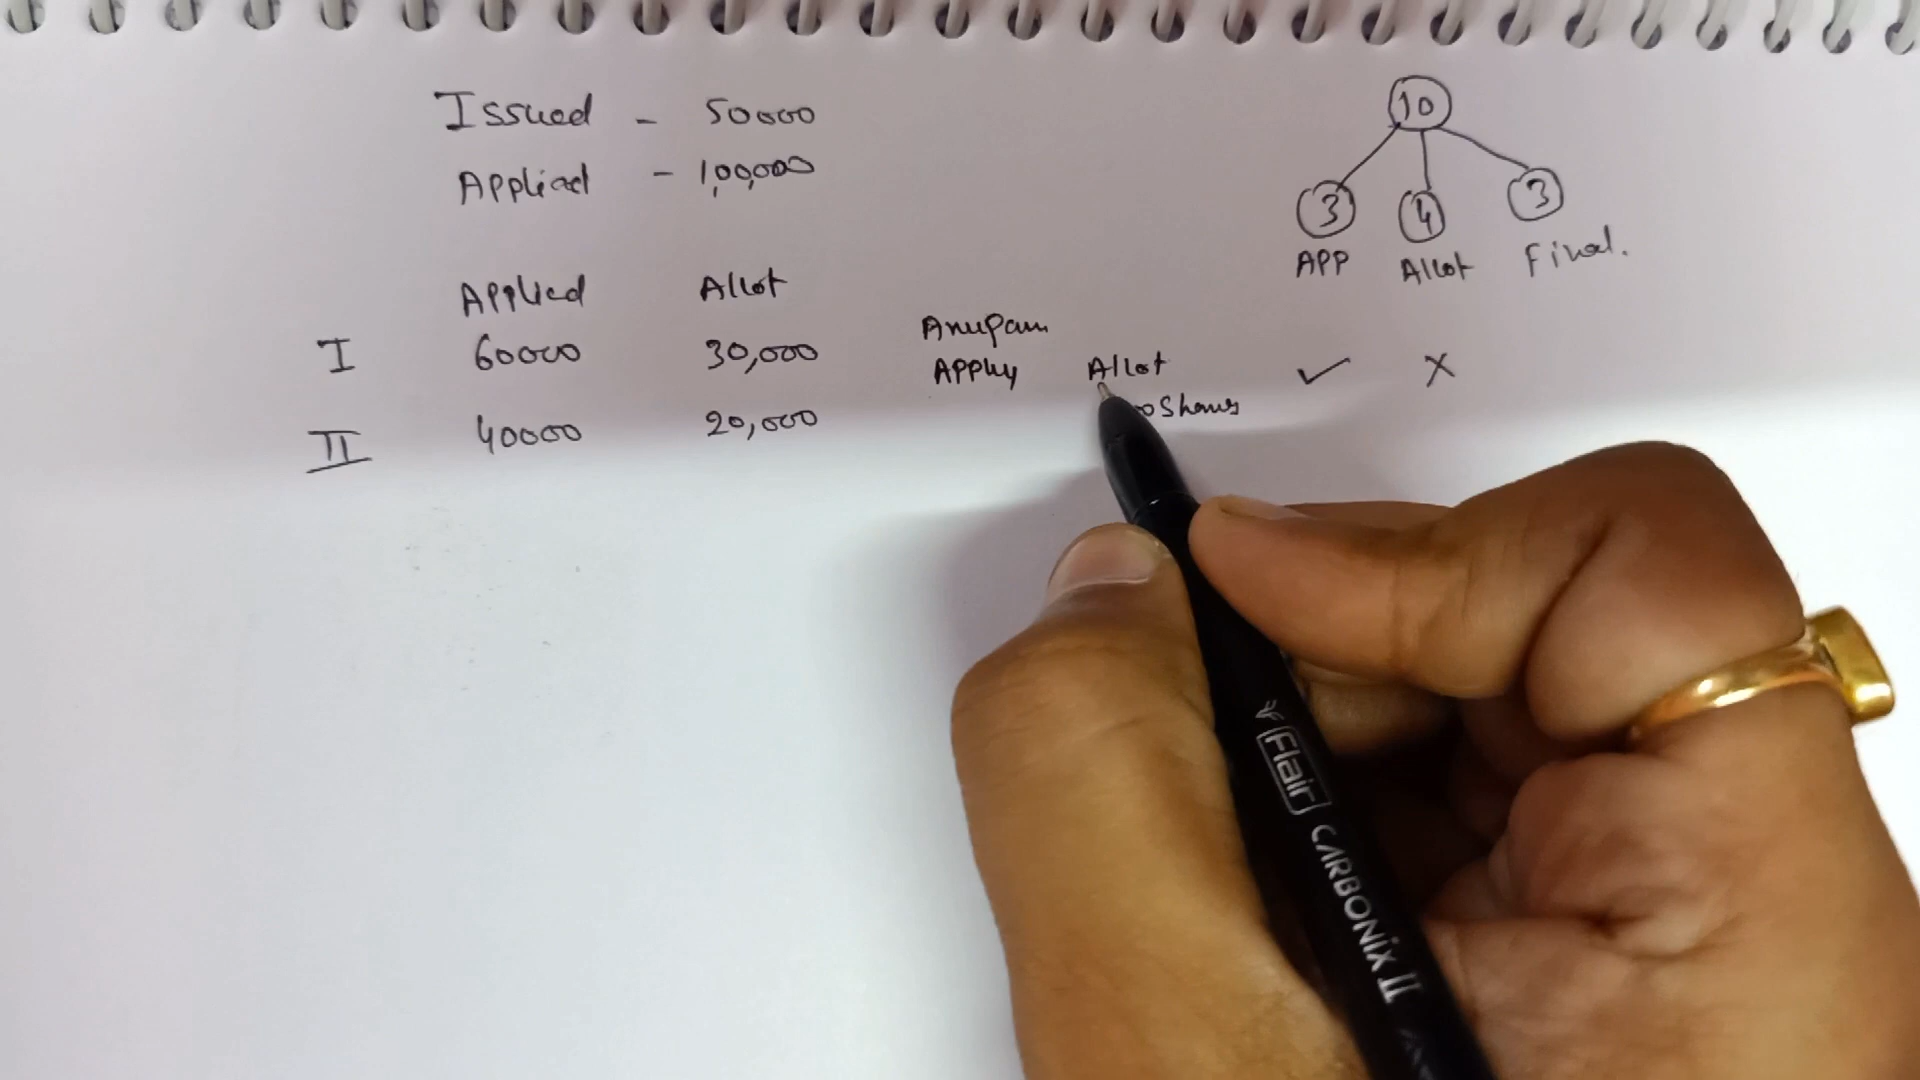 Issued - 50000
Applied - 1,00,000
10
3 4 3
APP Allot Final.
Applied Allot
I 60000 30,000
II 40000 20,000
Anupam
Apply Allot ✓ X
Shares
Flair CARBONIX II